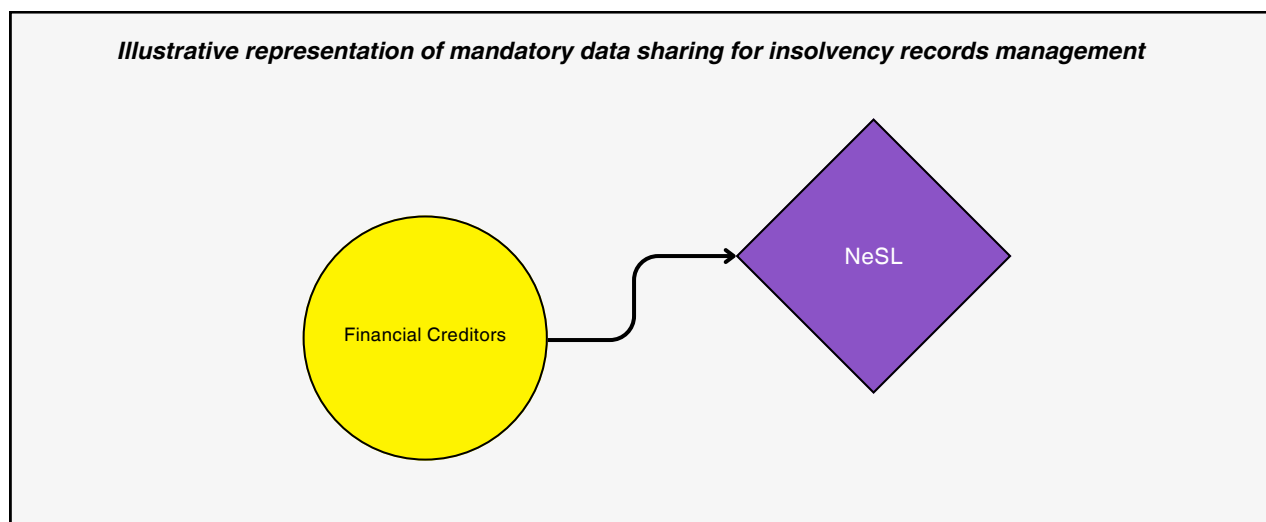 Illustrative representation of mandatory data sharing for insolvency records management
NeSL
Financial Creditors